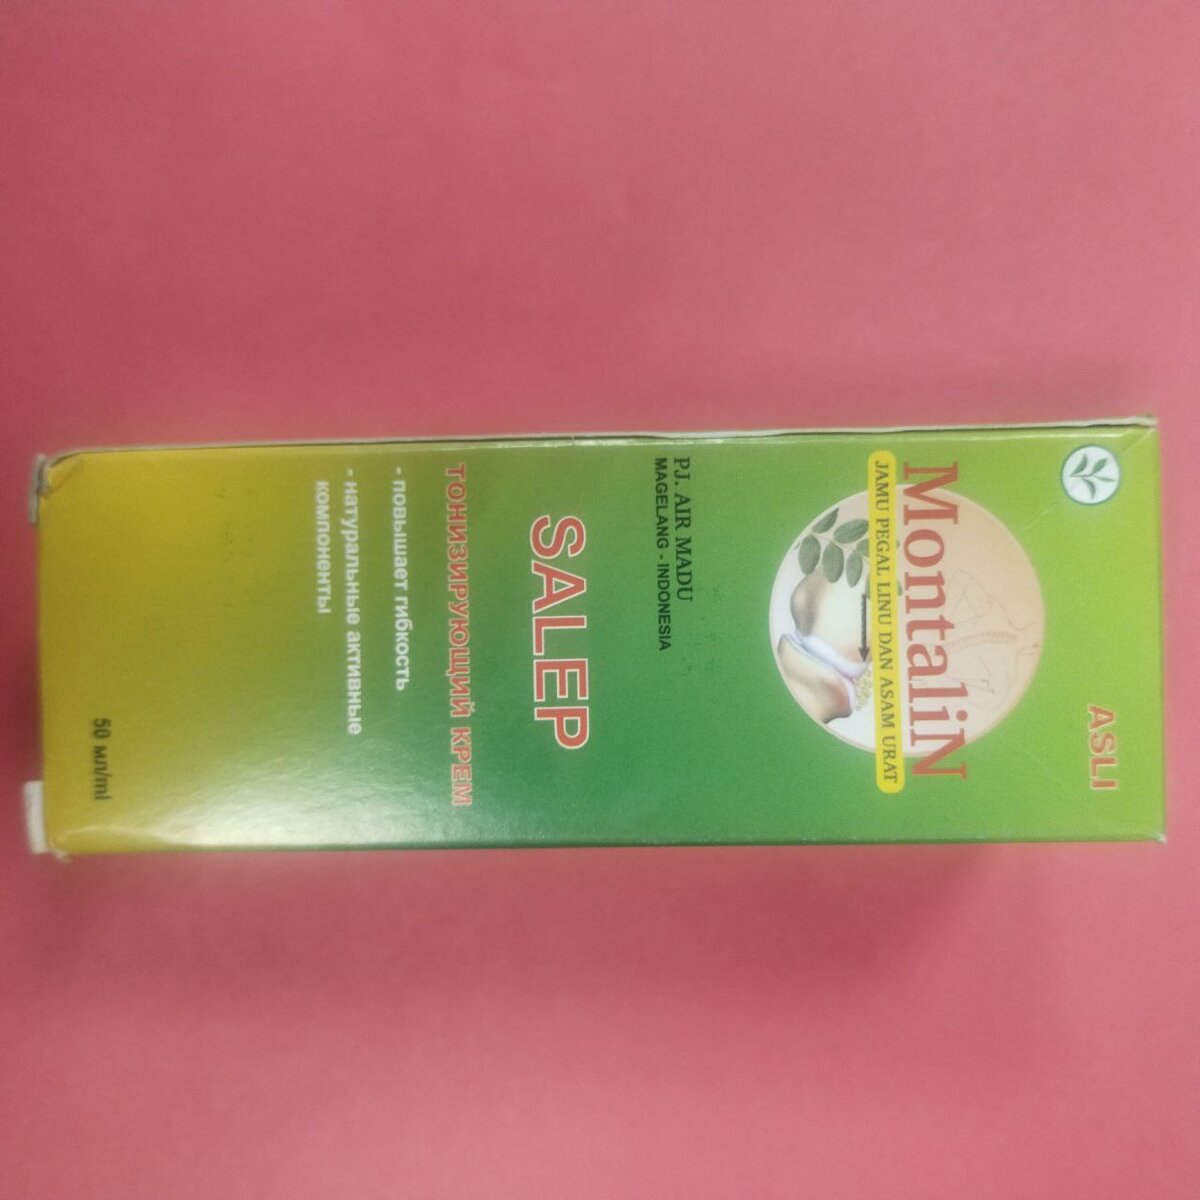 ASLI
MontaliN
JAMU PEGAL LINU DAN ASAM URAT
PJ. AIR MADU
MAGELANG - INDONESIA
SALEP
ТОНИЗИРУЮЩИЙ КРЕМ
- повышает гибкость
- натуральные активные
компоненты
50 мл/ml